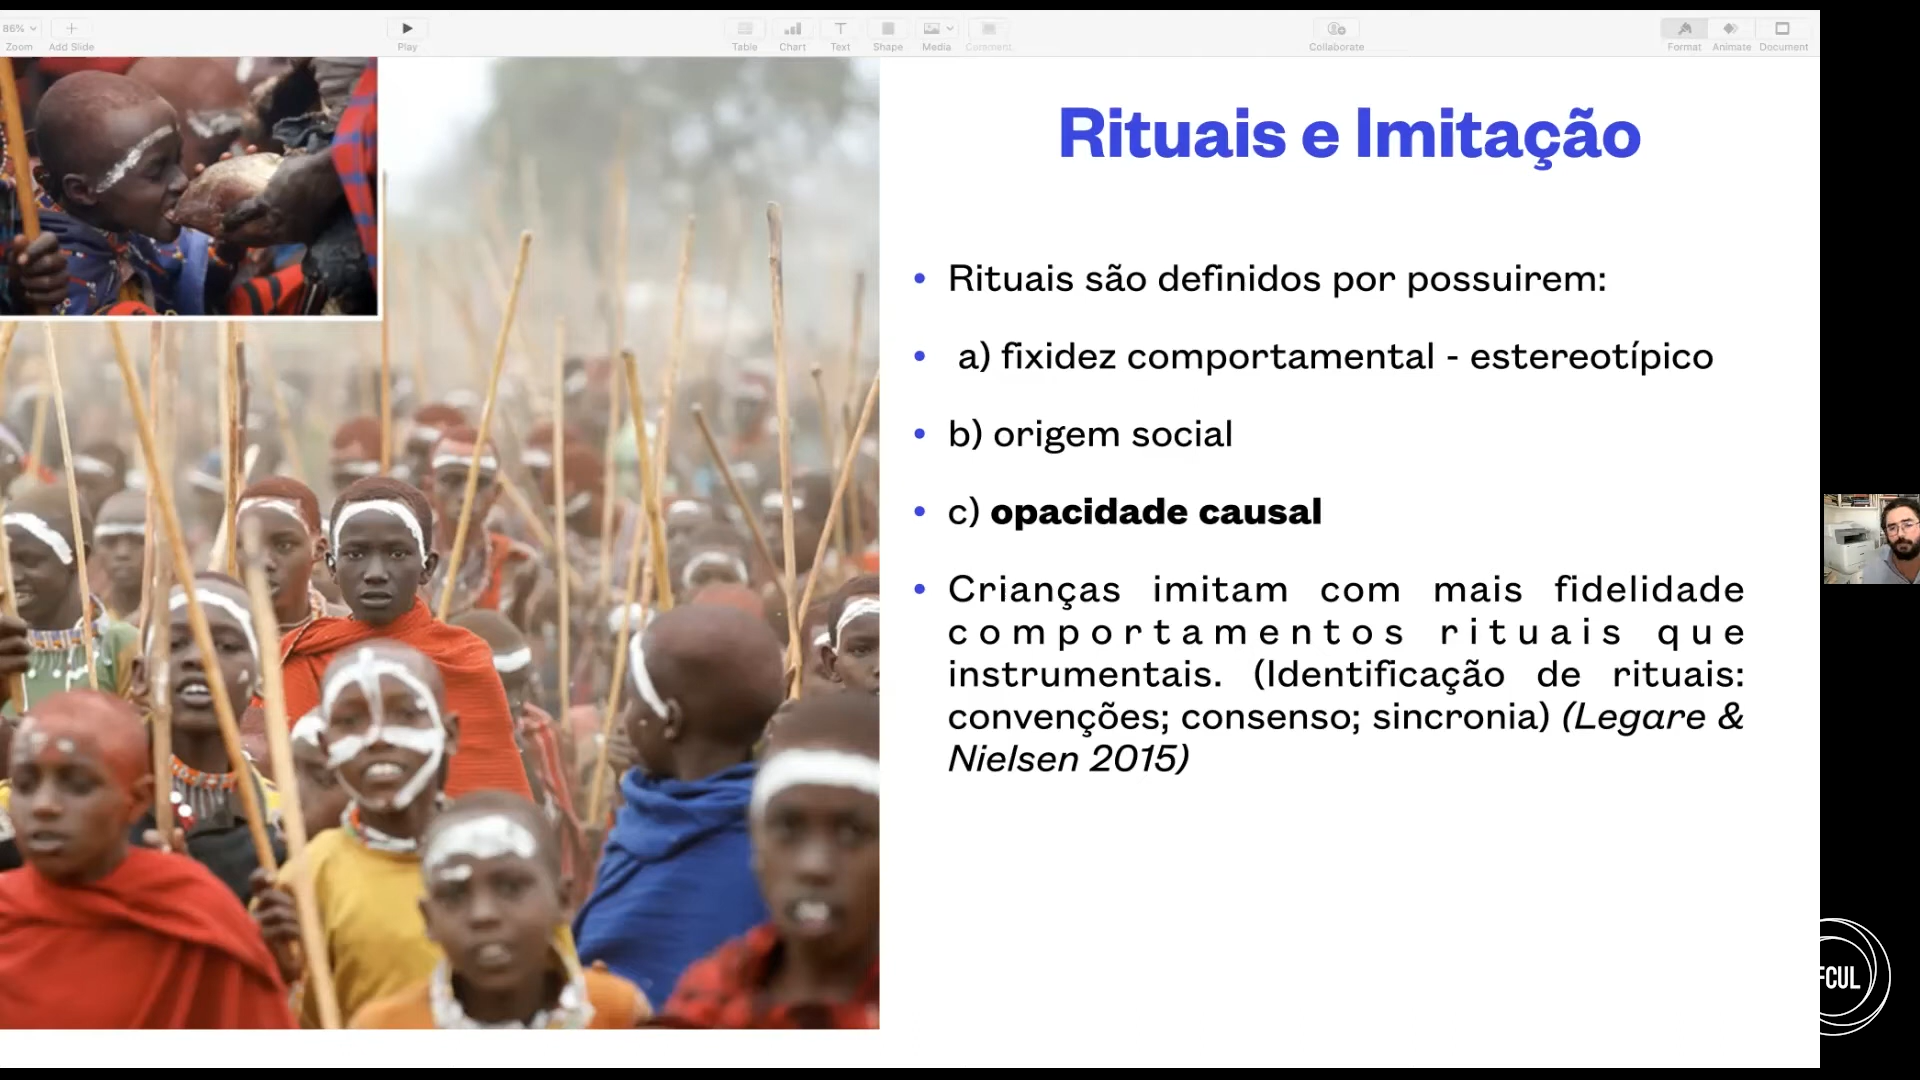 86%
Zoom
Add Slide
Play
Table
Chart
Text
Shape
Media
Comment
Collaborate
Format
Animate
Document
Rituais e Imitação
• Rituais são definidos por possuirem:
• a) fixidez comportamental - estereotípico
• b) origem social
• c) opacidade causal
• Crianças imitam com mais fidelidade
comportamentos rituais que
instrumentais. (Identificação de rituais:
convenções; consenso; sincronia) (Legare &
Nielsen 2015)
FCUL